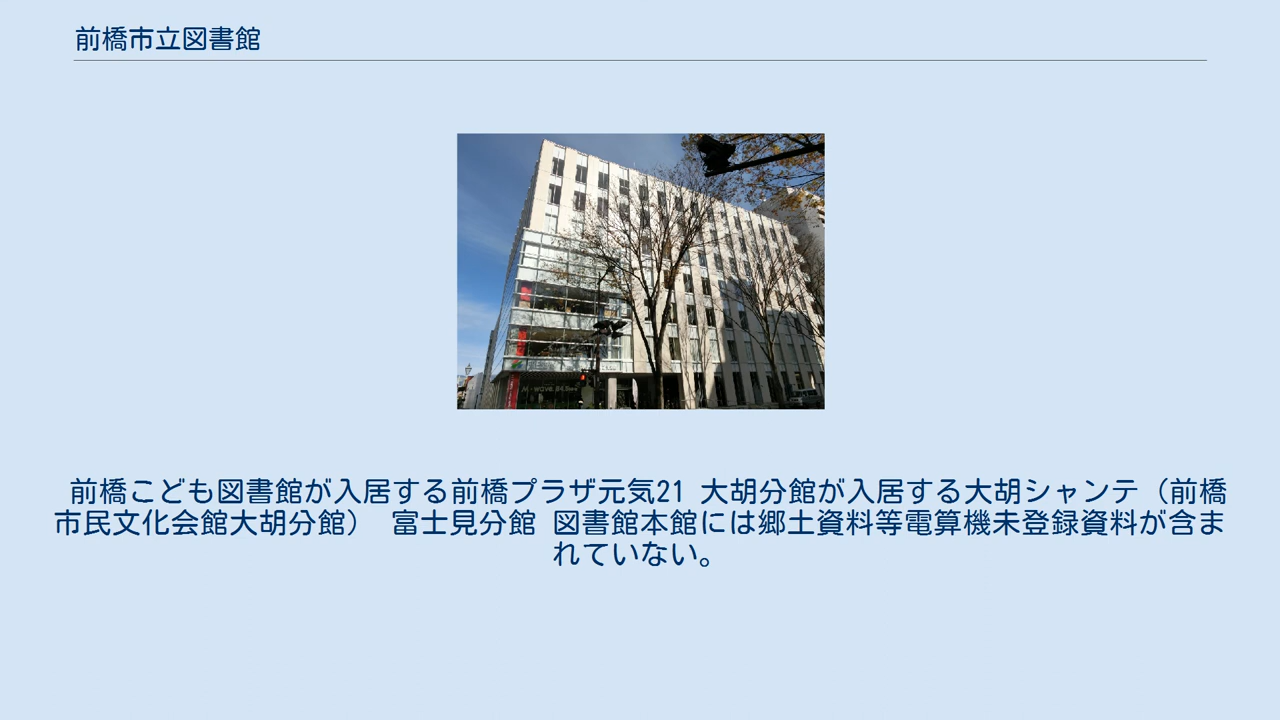 前橋市立図書館
前橋こども図書館が入居する前橋プラザ元気21 大胡分館が入居する大胡シャンテ（前橋
市民文化会館大胡分館） 富士見分館 図書館本館には郷土資料等電算機未登録資料が含ま
れていない。